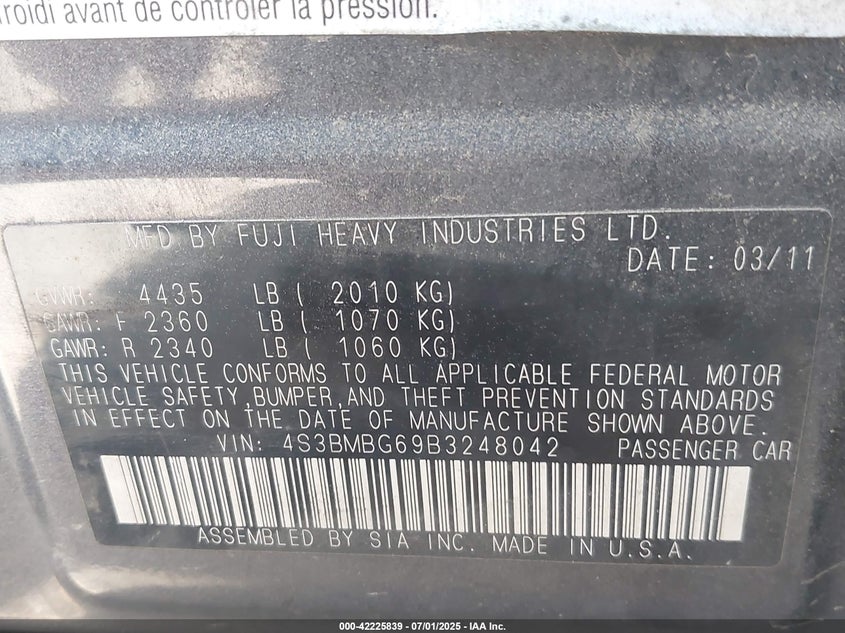 roidi avant de contrôler la pression.
MFD BY FUJI HEAVY INDUSTRIES LTD.
DATE: 03/11
GVWR: 4435 LB ( 2010 KG)
GAWR: F 2360 LB ( 1070 KG)
GAWR: R 2340 LB ( 1060 KG)
THIS VEHICLE CONFORMS TO ALL APPLICABLE FEDERAL MOTOR
VEHICLE SAFETY,BUMPER,AND THEFT PREVENTION STANDARDS
IN EFFECT ON THE DATE OF MANUFACTURE SHOWN ABOVE.
VIN: 4S3BMBG69B3248042 PASSENGER CAR
ASSEMBLED BY SIA INC. MADE IN U.S.A.
000-42225839 - 07/01/2025 - IAA Inc.